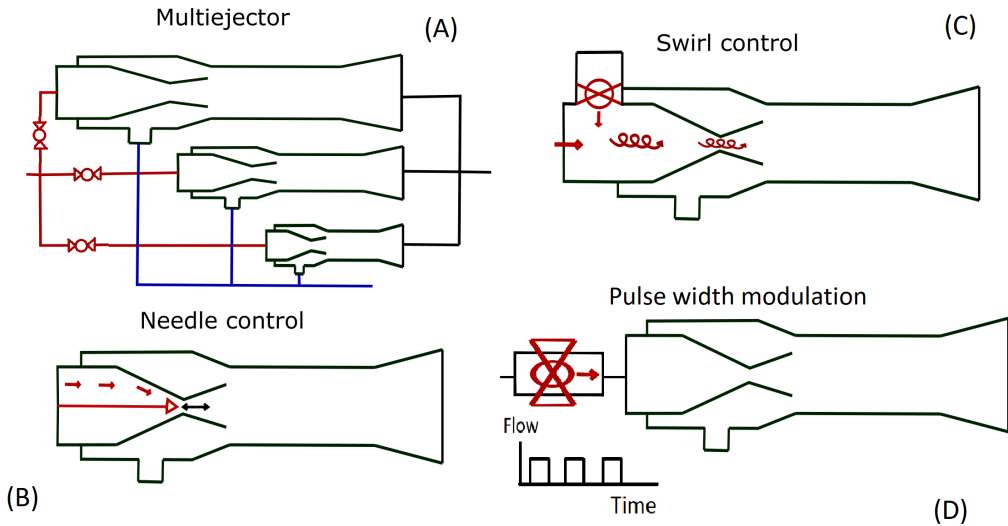 Multiejector
(A)
Needle control
(B)
(C)
Swirl control
Pulse width modulation
Flow
Time
(D)